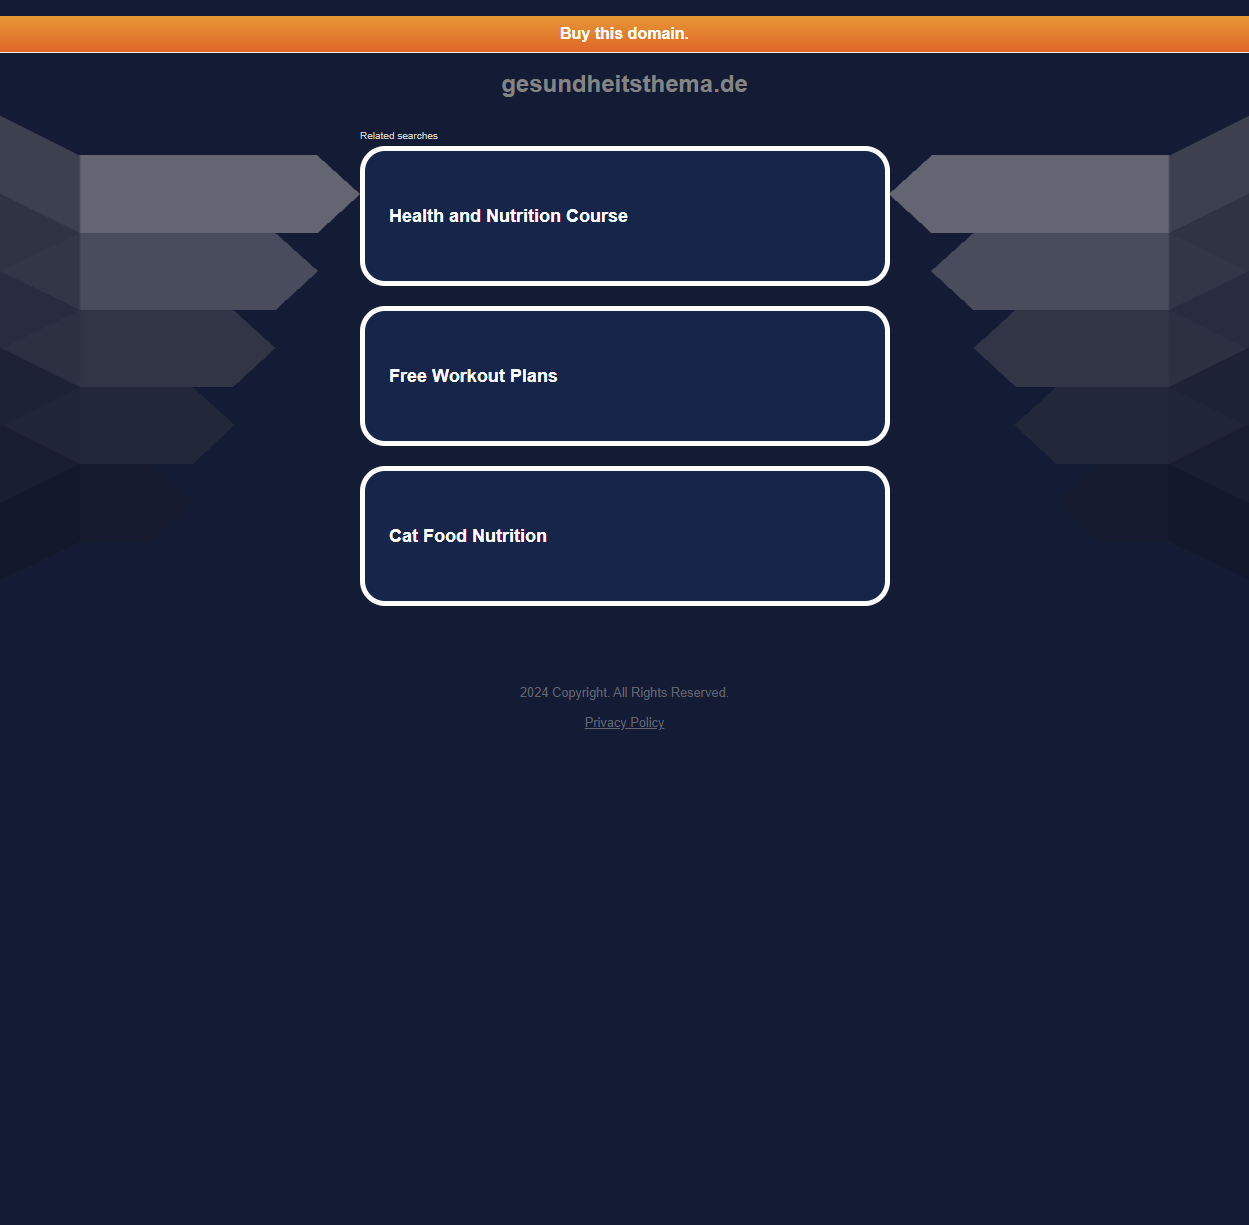 Buy this domain.
gesundheitsthema.de
Related searches
Health and Nutrition Course
Free Workout Plans
Cat Food Nutrition
2024 Copyright. All Rights Reserved.
Privacy Policy